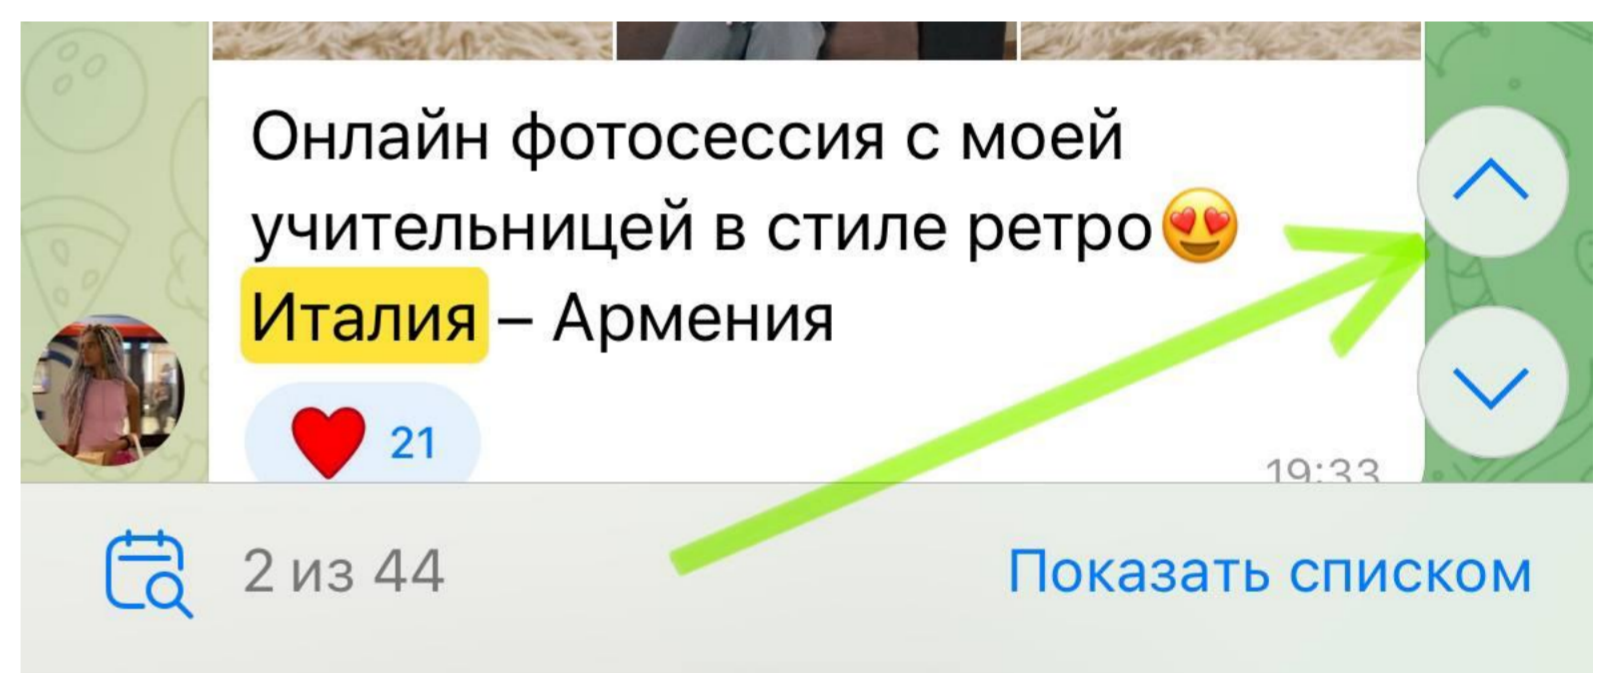 Онлайн фотосессия с моей
учительницей в стиле ретро😍
Италия – Армения
❤️ 21
19:33
2 из 44
Показать списком